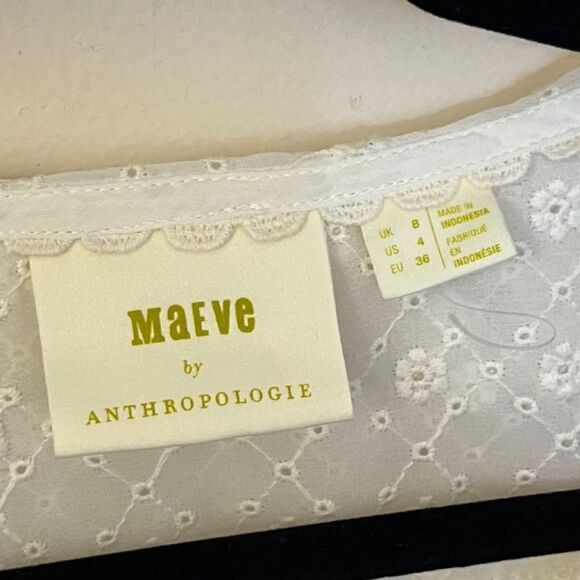 MaEVe
by
ANTHROPOLOGIE
UK 8
US 4
EU 36
MADE IN
INDONESIA
FABRIQUÉ
EN
INDONÉSIE